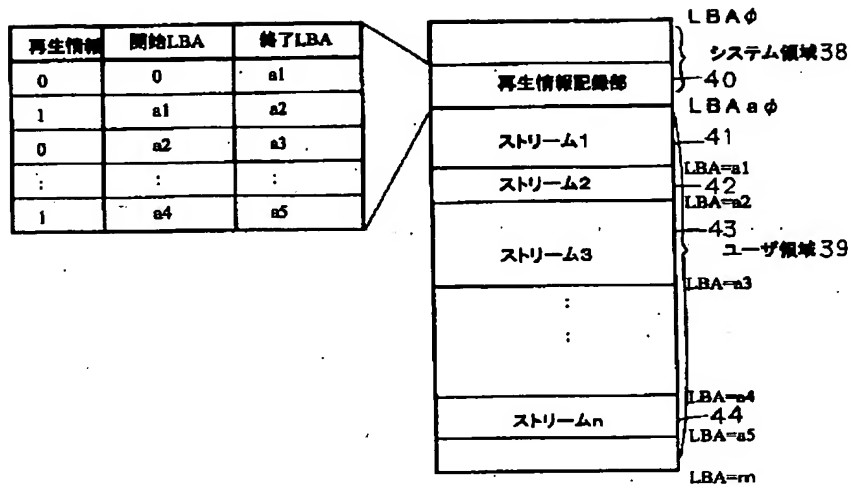 再生情報 開始LBA 終了LBA
0 0 a1
1 a1 a2
0 a2 a3
: : :
1 a4 a5
LBAφ
システム領域38
再生情報記録部 40
LBAaφ
ストリーム1 41
LBA=a1
ストリーム2 42
LBA=a2
43
ユーザ領域39
ストリーム3
LBA=a3
:
:
LBA=a4
ストリームn 44
LBA=a5
LBA=m